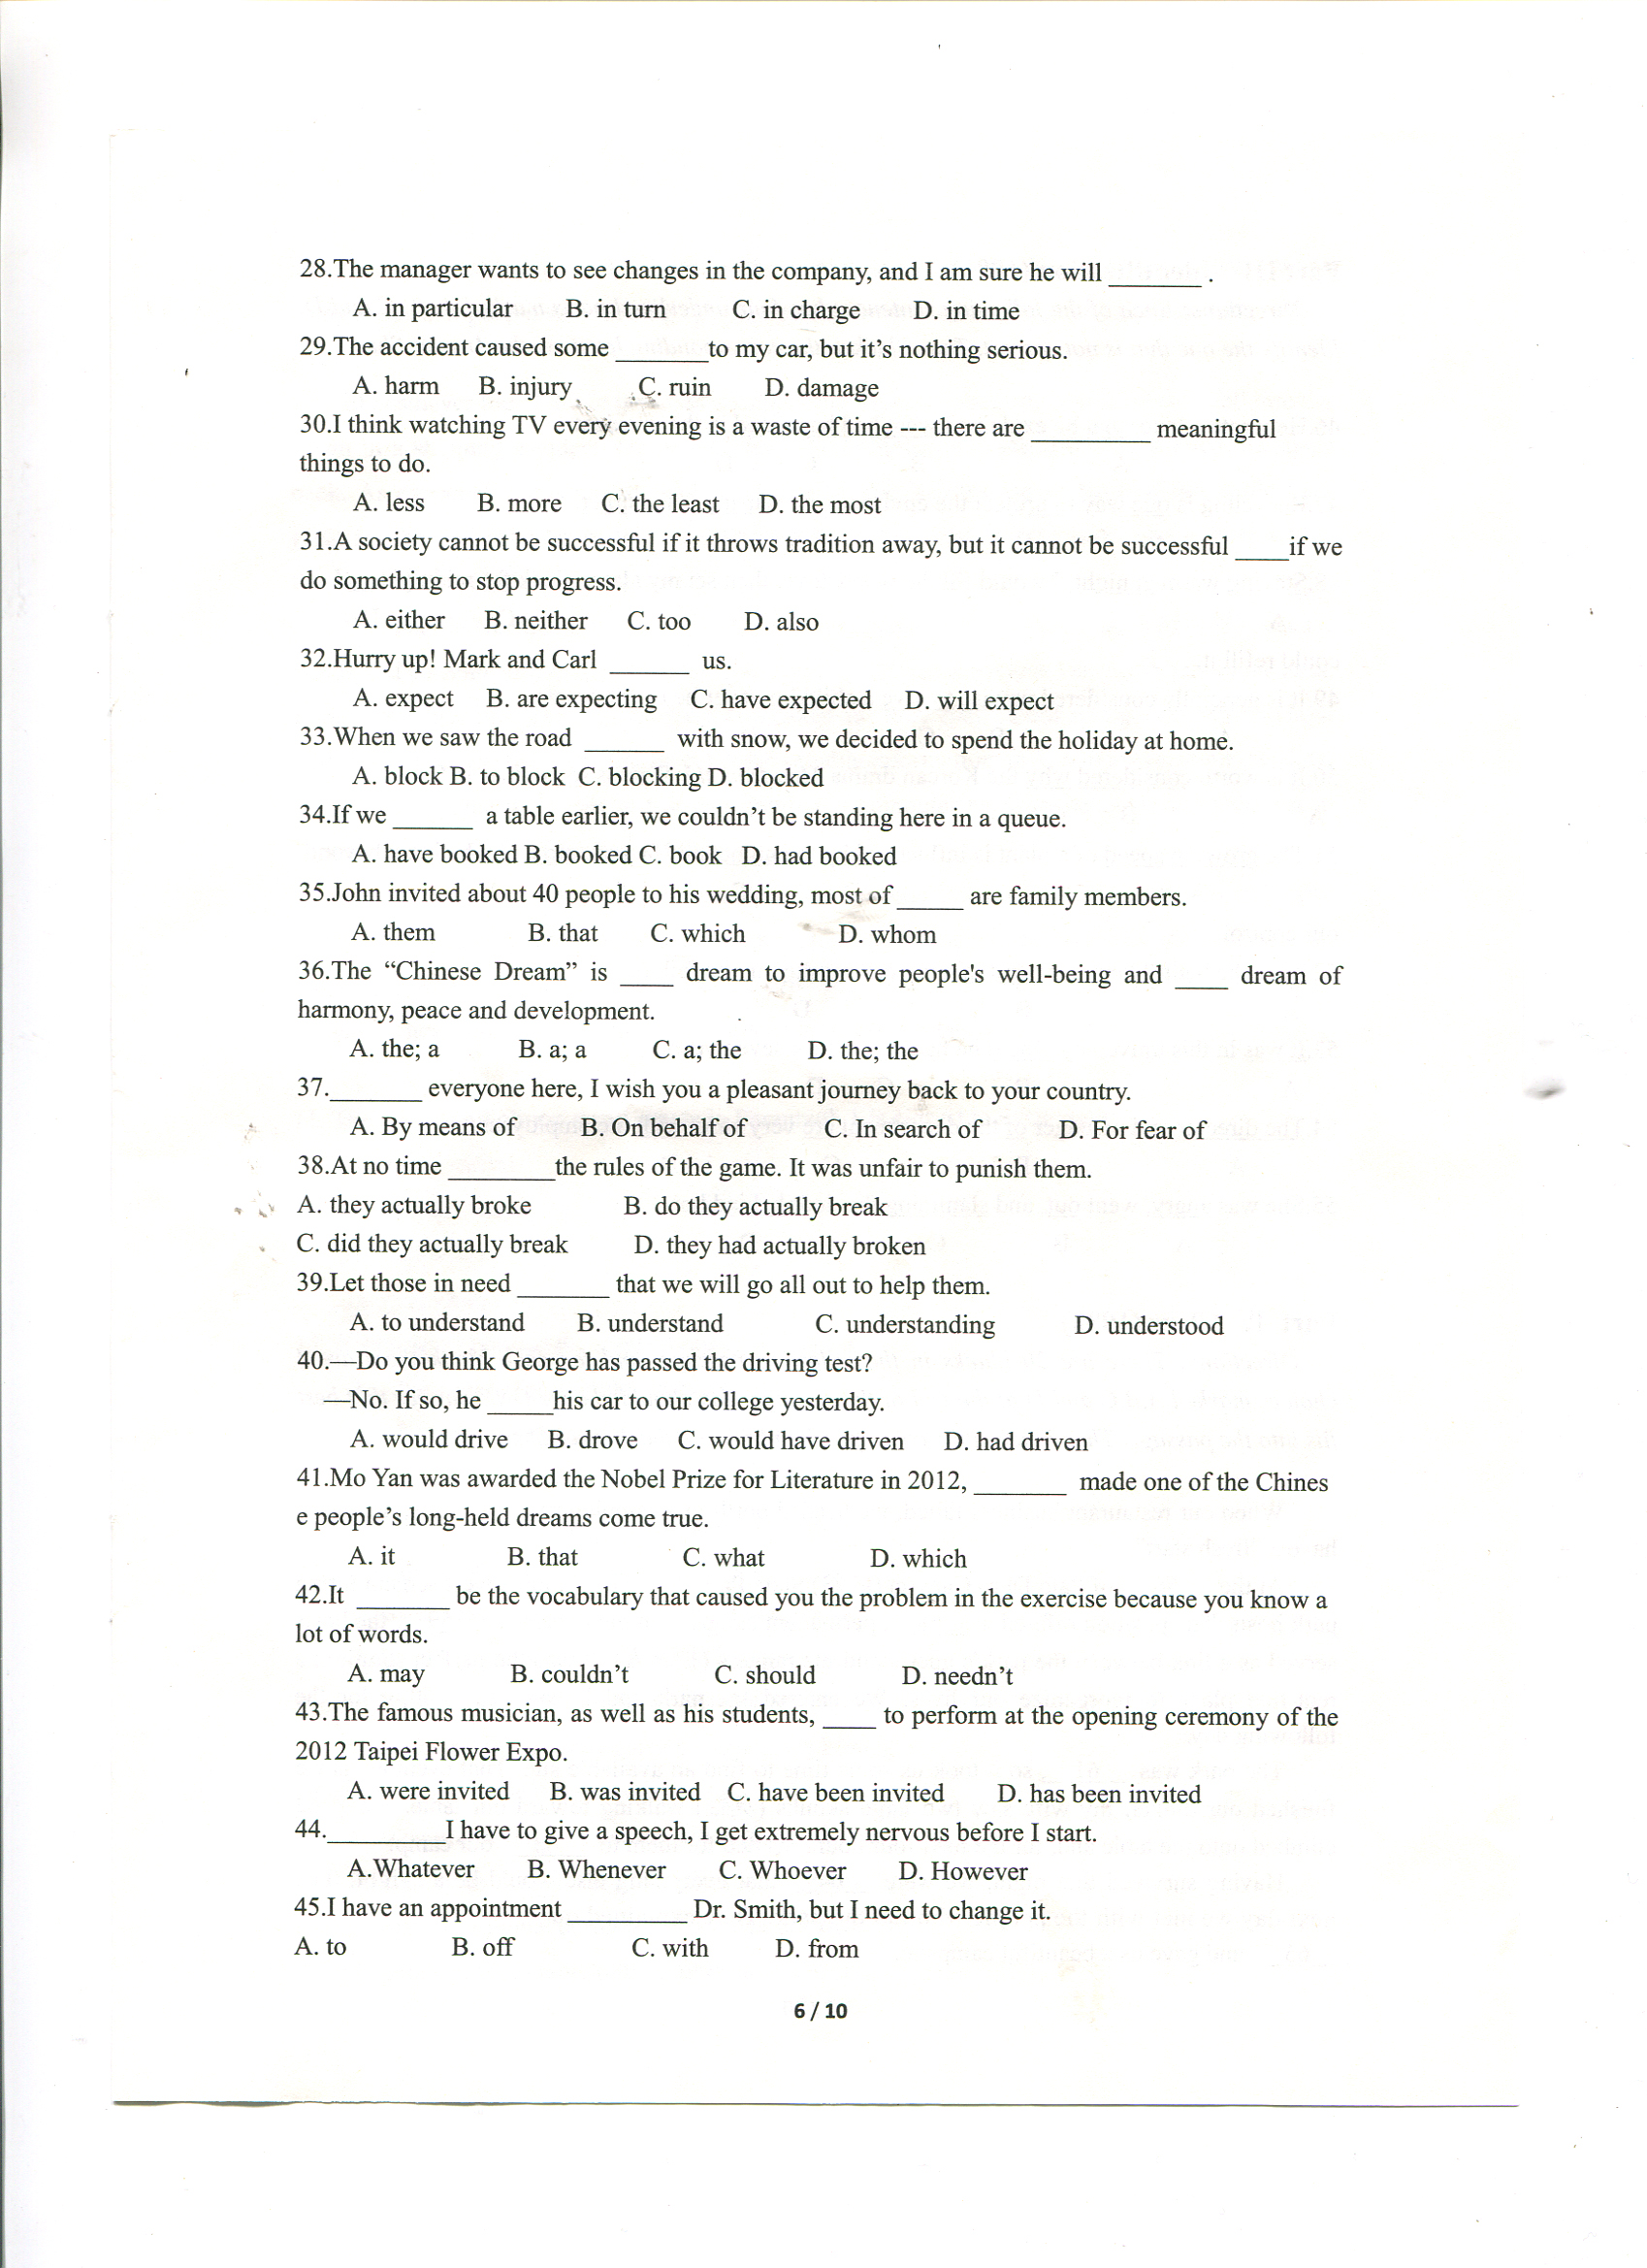 28.The manager wants to see changes in the company, and I am sure he will _______ .
A. in particular B. in turn C. in charge D. in time
29.The accident caused some _______to my car, but it's nothing serious.
A. harm B. injury C. ruin D. damage
30.I think watching TV every evening is a waste of time --- there are _________ meaningful
things to do.
A. less B. more C. the least D. the most
31.A society cannot be successful if it throws tradition away, but it cannot be successful ____if we
do something to stop progress.
A. either B. neither C. too D. also
32.Hurry up! Mark and Carl ______ us.
A. expect B. are expecting C. have expected D. will expect
33.When we saw the road ______ with snow, we decided to spend the holiday at home.
A. block B. to block C. blocking D. blocked
34.If we ______ a table earlier, we couldn't be standing here in a queue.
A. have booked B. booked C. book D. had booked
35.John invited about 40 people to his wedding, most of _____ are family members.
A. them B. that C. which D. whom
36.The “Chinese Dream” is ____ dream to improve people's well-being and ____ dream of
harmony, peace and development.
A. the; a B. a; a C. a; the D. the; the
37._______ everyone here, I wish you a pleasant journey back to your country.
A. By means of B. On behalf of C. In search of D. For fear of
38.At no time ________the rules of the game. It was unfair to punish them.
A. they actually broke B. do they actually break
C. did they actually break D. they had actually broken
39.Let those in need _______ that we will go all out to help them.
A. to understand B. understand C. understanding D. understood
40.—Do you think George has passed the driving test?
—No. If so, he _____his car to our college yesterday.
A. would drive B. drove C. would have driven D. had driven
41.Mo Yan was awarded the Nobel Prize for Literature in 2012, _______ made one of the Chines
e people's long-held dreams come true.
A. it B. that C. what D. which
42.It _______ be the vocabulary that caused you the problem in the exercise because you know a
lot of words.
A. may B. couldn't C. should D. needn't
43.The famous musician, as well as his students, ____ to perform at the opening ceremony of the
2012 Taipei Flower Expo.
A. were invited B. was invited C. have been invited D. has been invited
44._________I have to give a speech, I get extremely nervous before I start.
A.Whatever B. Whenever C. Whoever D. However
45.I have an appointment _________ Dr. Smith, but I need to change it.
A. to B. off C. with D. from
6 / 10